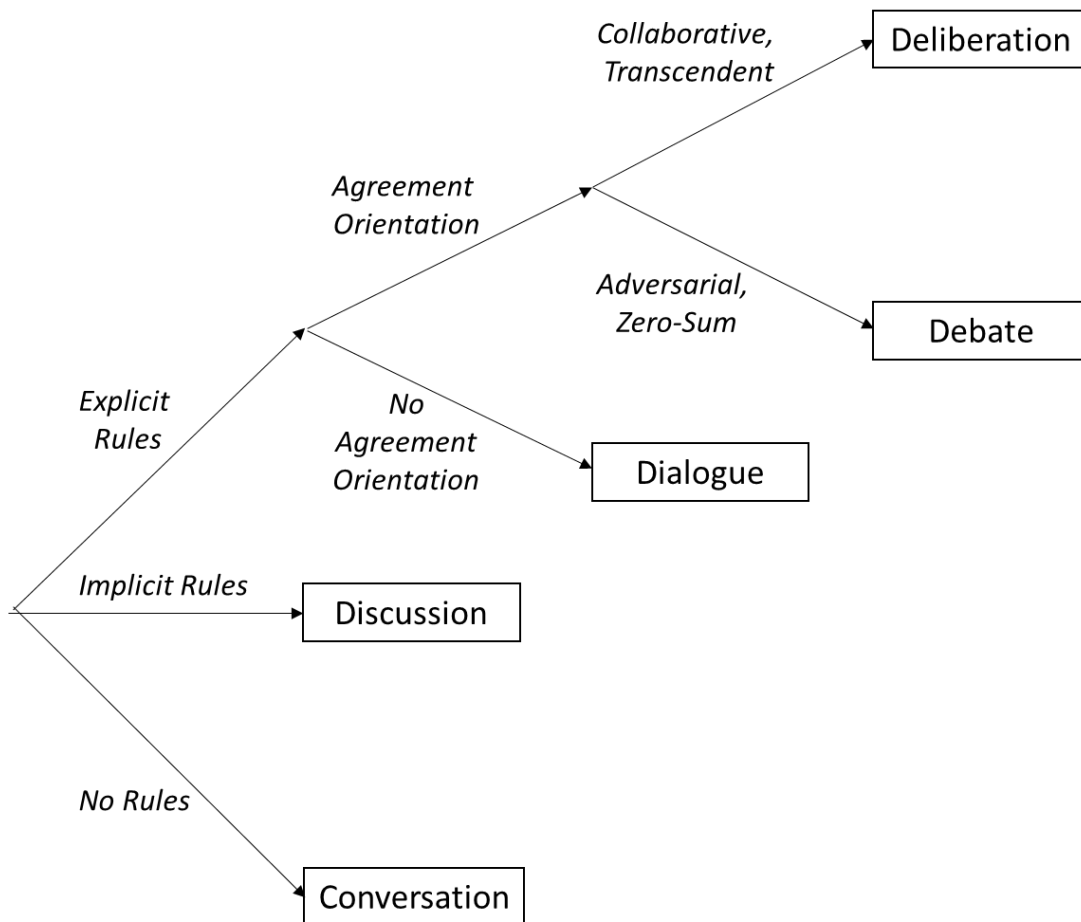 Collaborative,
Transcendent
Deliberation
Agreement
Orientation
Adversarial,
Zero-Sum
Debate
Explicit
Rules
No
Agreement
Orientation
Dialogue
Implicit Rules
Discussion
No Rules
Conversation